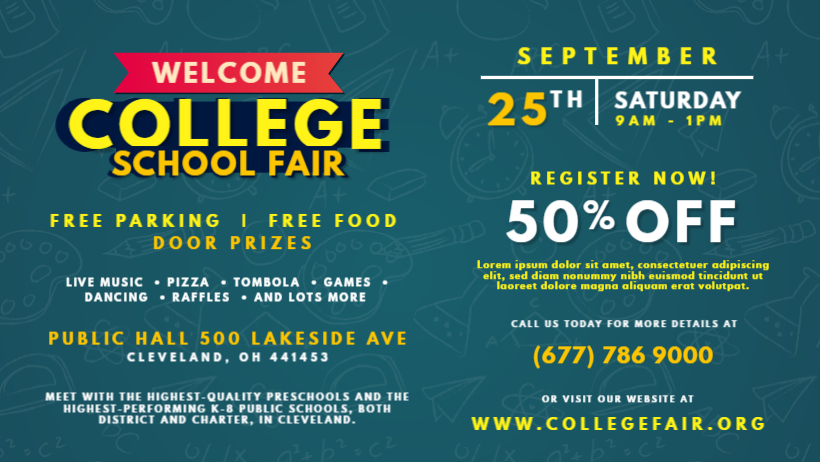 WELCOME
COLLEGE
SCHOOL FAIR
FREE PARKING | FREE FOOD
DOOR PRIZES
LIVE MUSIC • PIZZA • TOMBOLA • GAMES •
DANCING • RAFFLES • AND LOTS MORE
PUBLIC HALL 500 LAKESIDE AVE
CLEVELAND, OH 441453
MEET WITH THE HIGHEST-QUALITY PRESCHOOLS AND THE
HIGHEST-PERFORMING K-8 PUBLIC SCHOOLS, BOTH
DISTRICT AND CHARTER, IN CLEVELAND.
SEPTEMBER
25TH
SATURDAY
9AM - 1PM
REGISTER NOW!
50% OFF
Lorem ipsum dolor sit amet, consectetuer adipiscing
elit, sed diam nonummy nibh euismod tincidunt ut
laoreet dolore magna aliquam erat volutpat.
CALL US TODAY FOR MORE DETAILS AT
(677) 786 9000
OR VISIT OUR WEBSITE AT
WWW.COLLEGEFAIR.ORG